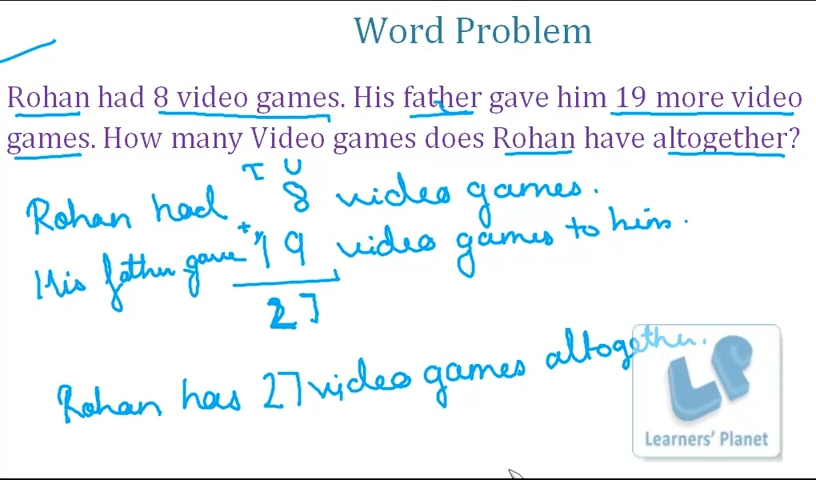 Word Problem
Rohan had 8 video games. His father gave him 19 more video
games. How many Video games does Rohan have altogether?
T U
Rohan had 8 video games.
His father gave + 19 video games to him.
27
Rohan has 27 video games altogether.
LP
Learners' Planet